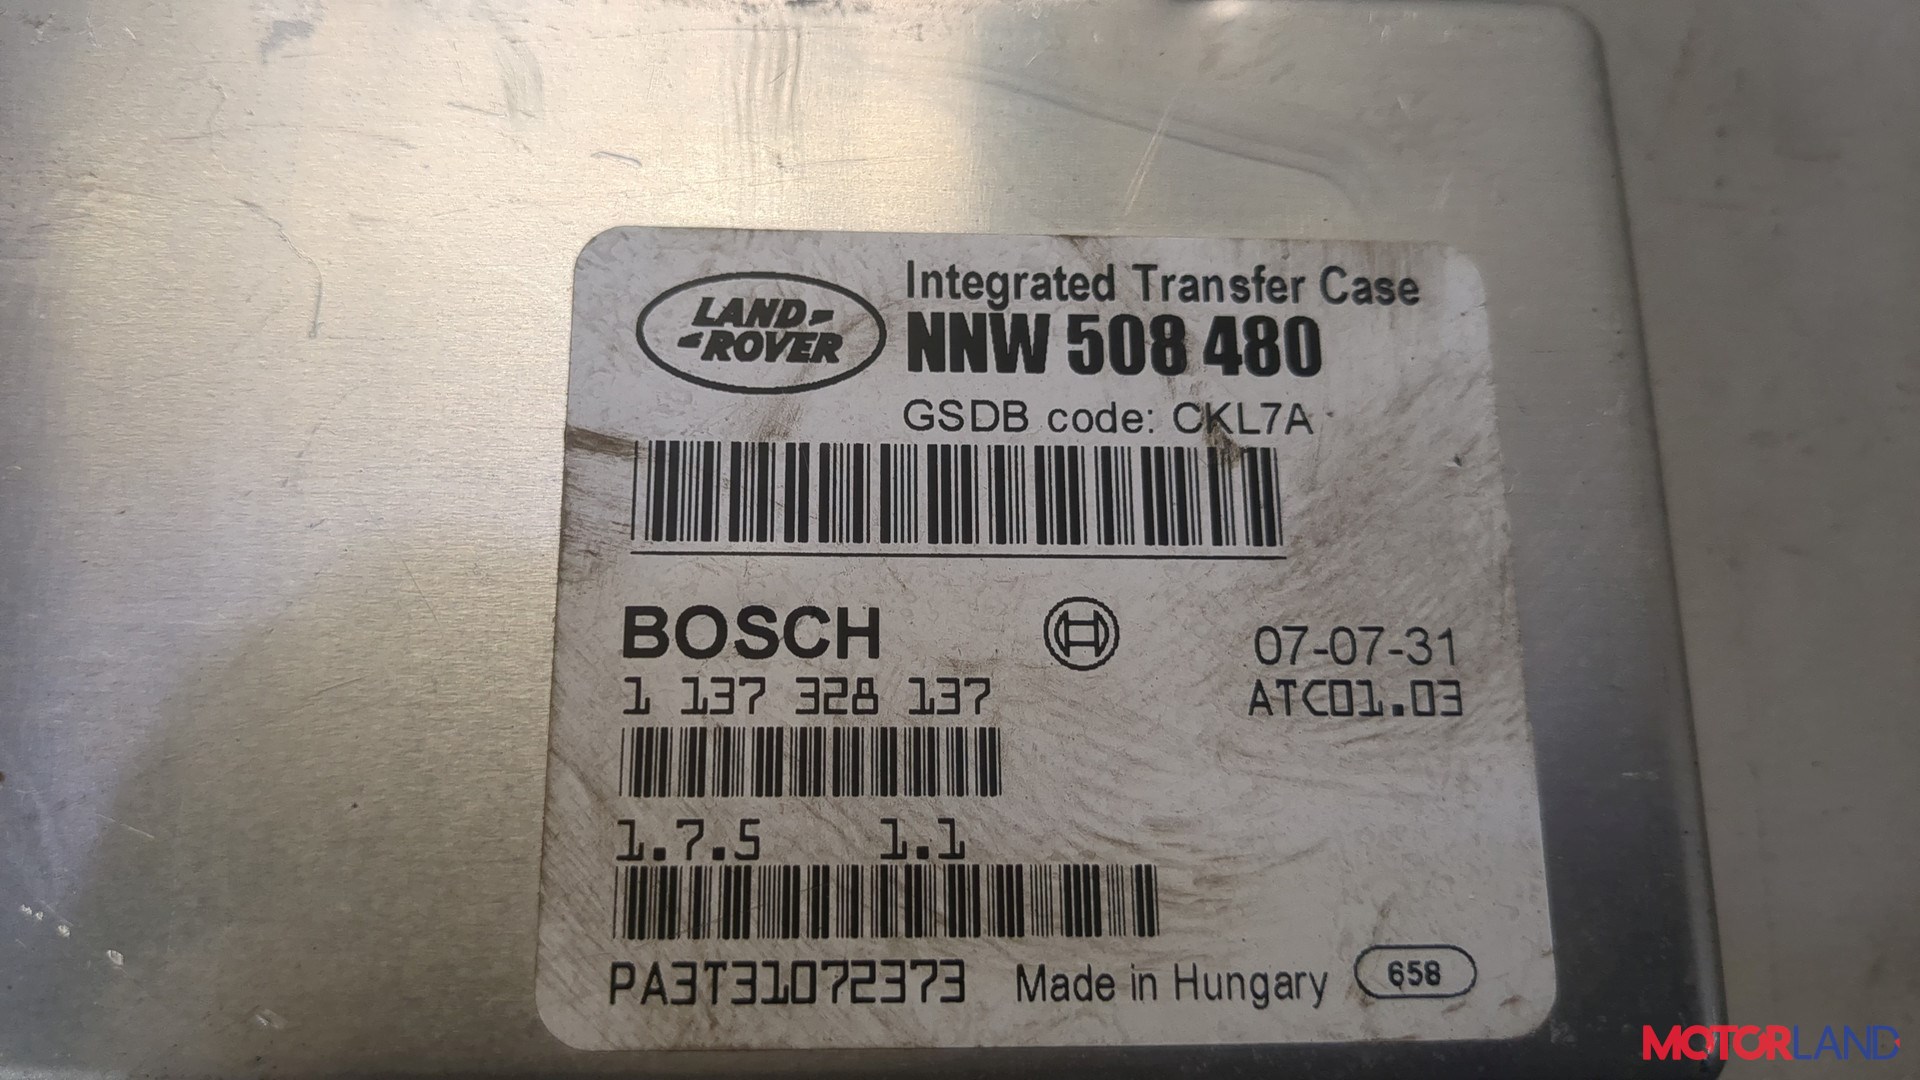 LAND-
-ROVER
Integrated Transfer Case
NNW 508 480
GSDB code: CKL7A
BOSCH
07-07-31
1 137 328 137
ATC01.03
1.7.5 1.1
PA3T31072373 Made in Hungary 658
MOTORLAND